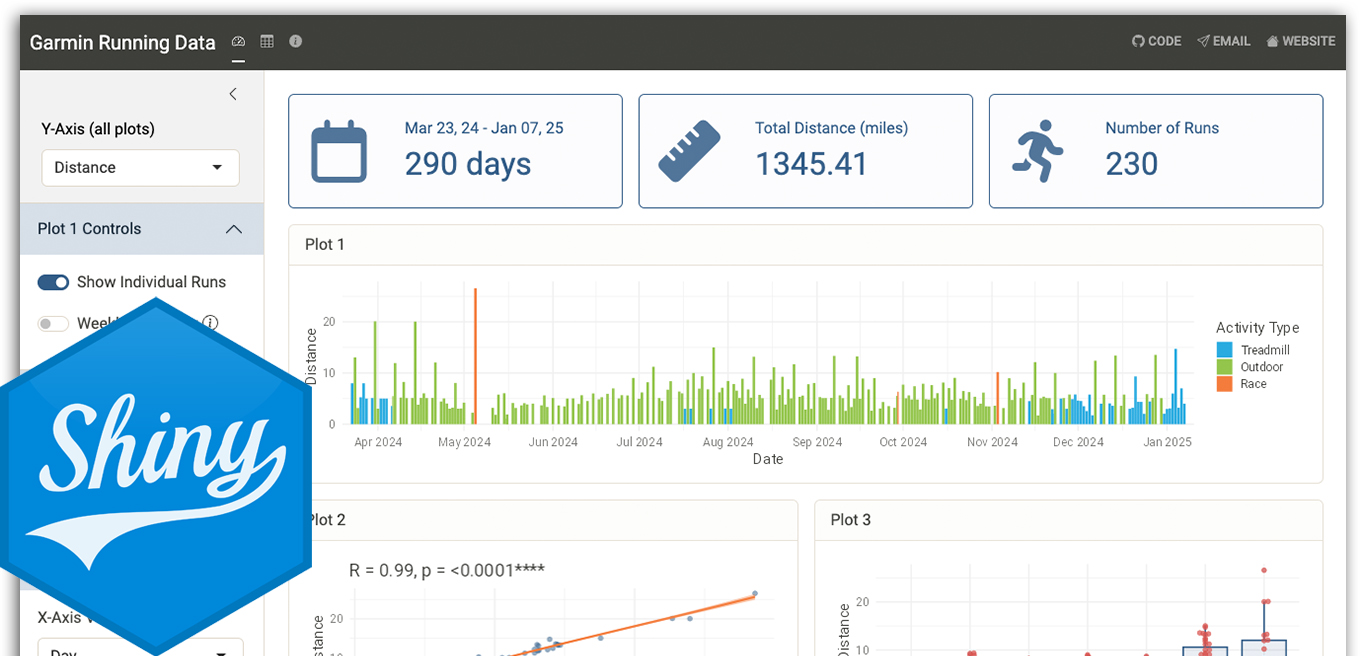 Garmin Running Data
CODE EMAIL WEBSITE
Y-Axis (all plots)
Distance
Plot 1 Controls
Show Individual Runs
Shiny
Mar 23, 24 - Jan 07, 25
290 days
Total Distance (miles)
1345.41
Number of Runs
230
Plot 1
20
10
0
Distance
Apr 2024 May 2024 Jun 2024 Jul 2024 Aug 2024 Sep 2024 Oct 2024 Nov 2024 Dec 2024 Jan 2025
Date
Activity Type
Treadmill
Outdoor
Race
Plot 2
R = 0.99, p = <0.0001****
20
10
Plot 3
20
10
Distance
X-Axis
Day